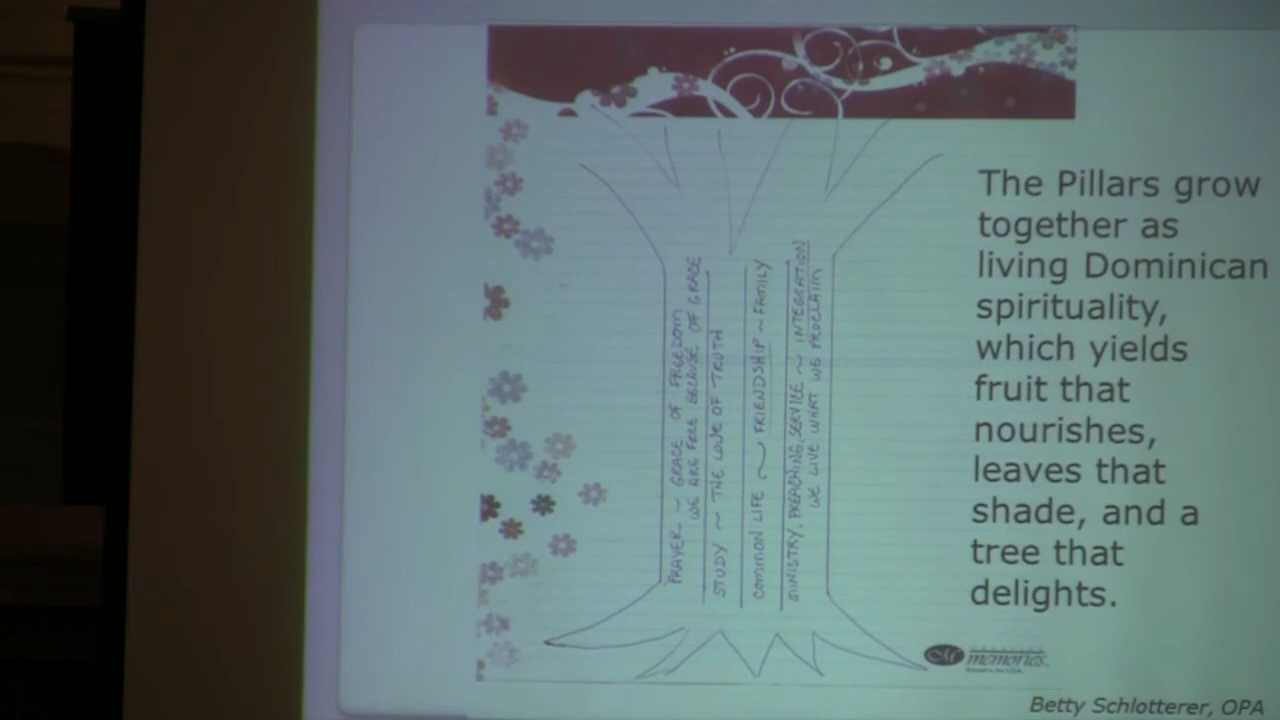 PRAYER ~ GRACE OF FREEDOM
WE ARE FREE BECAUSE OF GRACE
STUDY ~ THE LOVE OF TRUTH
COMMON LIFE ~ FRIENDSHIP ~ FAMILY
MINISTRY, PREACHING, SERVICE ~ INTEGRATION
WE LIVE WHAT WE PROCLAIM
The Pillars grow
together as
living Dominican
spirituality,
which yields
fruit that
nourishes,
leaves that
shade, and a
tree that
delights.
memories
Betty Schlotterer, OPA